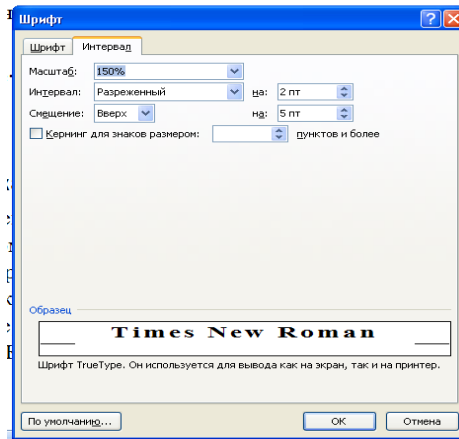 Шрифт
Шрифт Интервал
Масштаб: 150%
Интервал: Разреженный на: 2 пт
Смещение: Вверх на: 5 пт
Кернинг для знаков размером: пунктов и более
Образец
Times New Roman
Шрифт TrueType. Он используется для вывода как на экран, так и на принтер.
По умолчанию... ОК Отмена